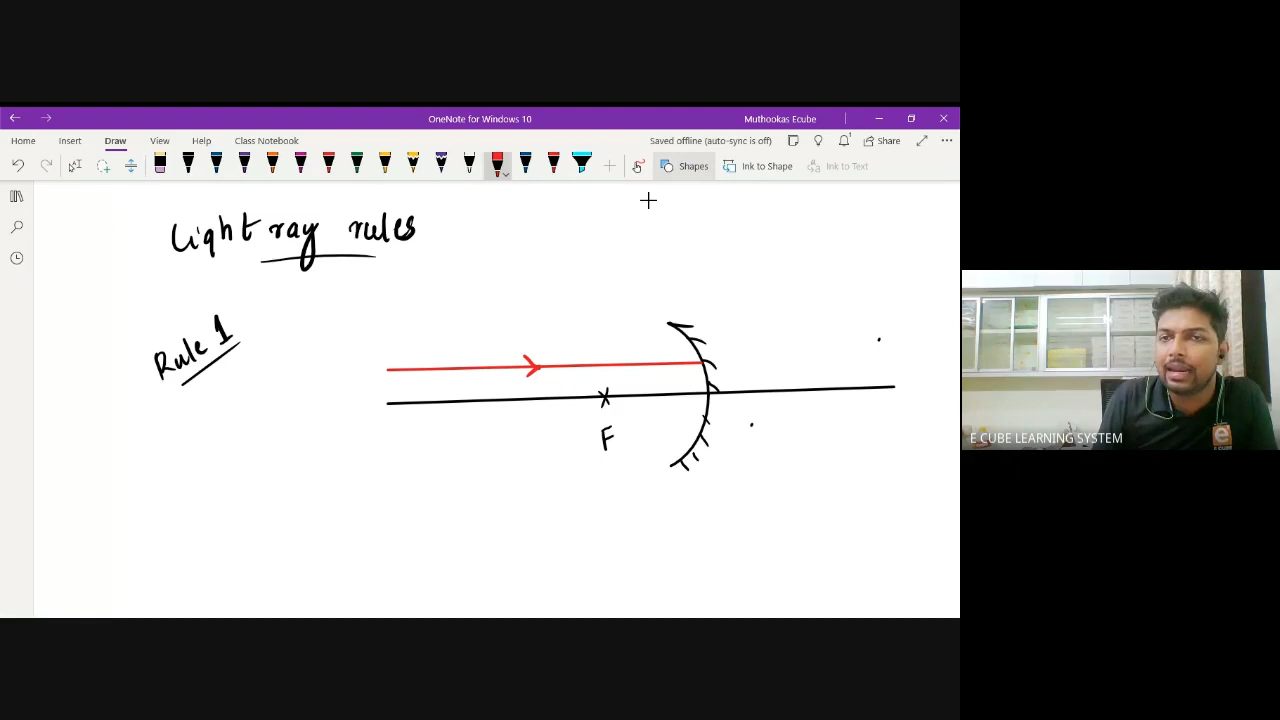 OneNote for Windows 10
Muthookas Ecube
Home Insert Draw View Help Class Notebook
Saved offline (auto-sync is off)
Share
Shapes
Ink to Shape
Ink to Text
Light ray rules
Rule 1
F
E CUBE LEARNING SYSTEM
e
E CUBE